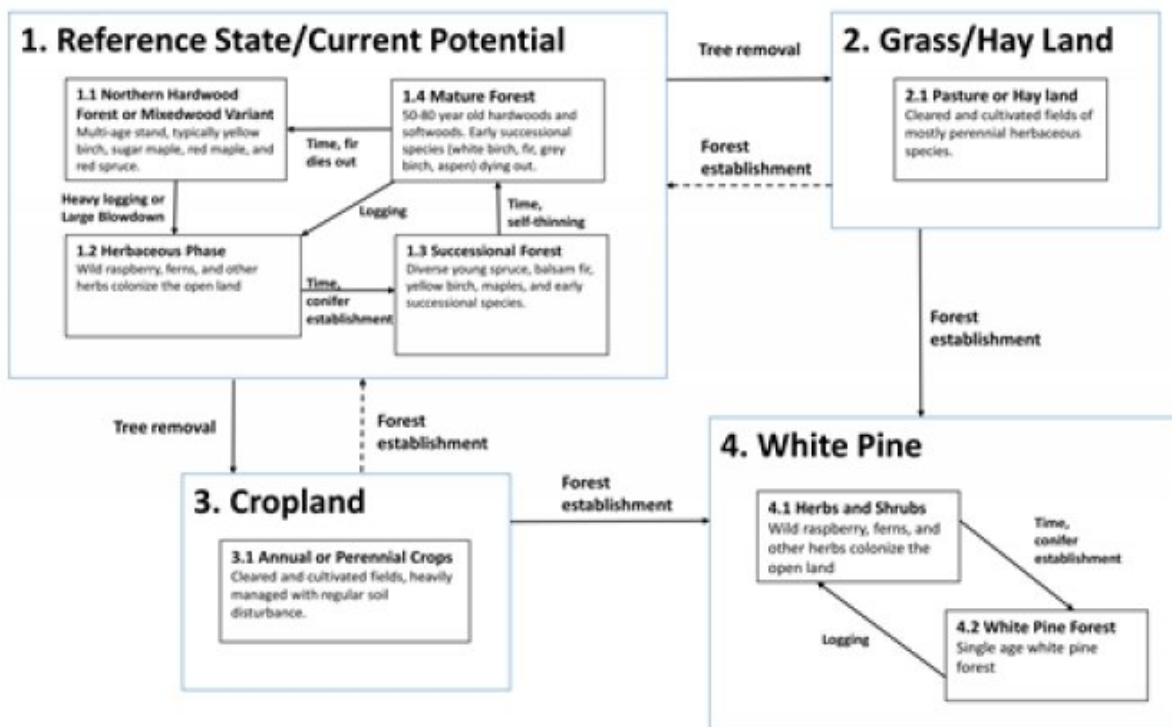 1. Reference State/Current Potential
1.1 Northern Hardwood
Forest or Mixedwood Variant
Multi-age stand, typically yellow
birch, sugar maple, red maple, and
red spruce.
1.4 Mature Forest
50-80 year old hardwoods and
softwoods. Early successional
species (white birch, fir, grey
birch, aspen) dying out.
Time, fir
dies out
Heavy logging or
Large Blowdown
Logging
Time,
self-thinning
1.2 Herbaceous Phase
Wild raspberry, ferns, and other
herbs colonize the open land
Time,
conifer
establishment
1.3 Successional Forest
Diverse young spruce, balsam fir,
yellow birch, maples, and early
successional species.
Tree removal
Forest
establishment
2. Grass/Hay Land
2.1 Pasture or Hay land
Cleared and cultivated fields of
mostly perennial herbaceous
species.
Forest
establishment
Tree removal
Forest
establishment
3. Cropland
3.1 Annual or Perennial Crops
Cleared and cultivated fields, heavily
managed with regular soil
disturbance.
Forest
establishment
4. White Pine
4.1 Herbs and Shrubs
Wild raspberry, ferns, and
other herbs colonize the
open land
Time,
conifer
establishment
Logging
4.2 White Pine Forest
Single age white pine
forest